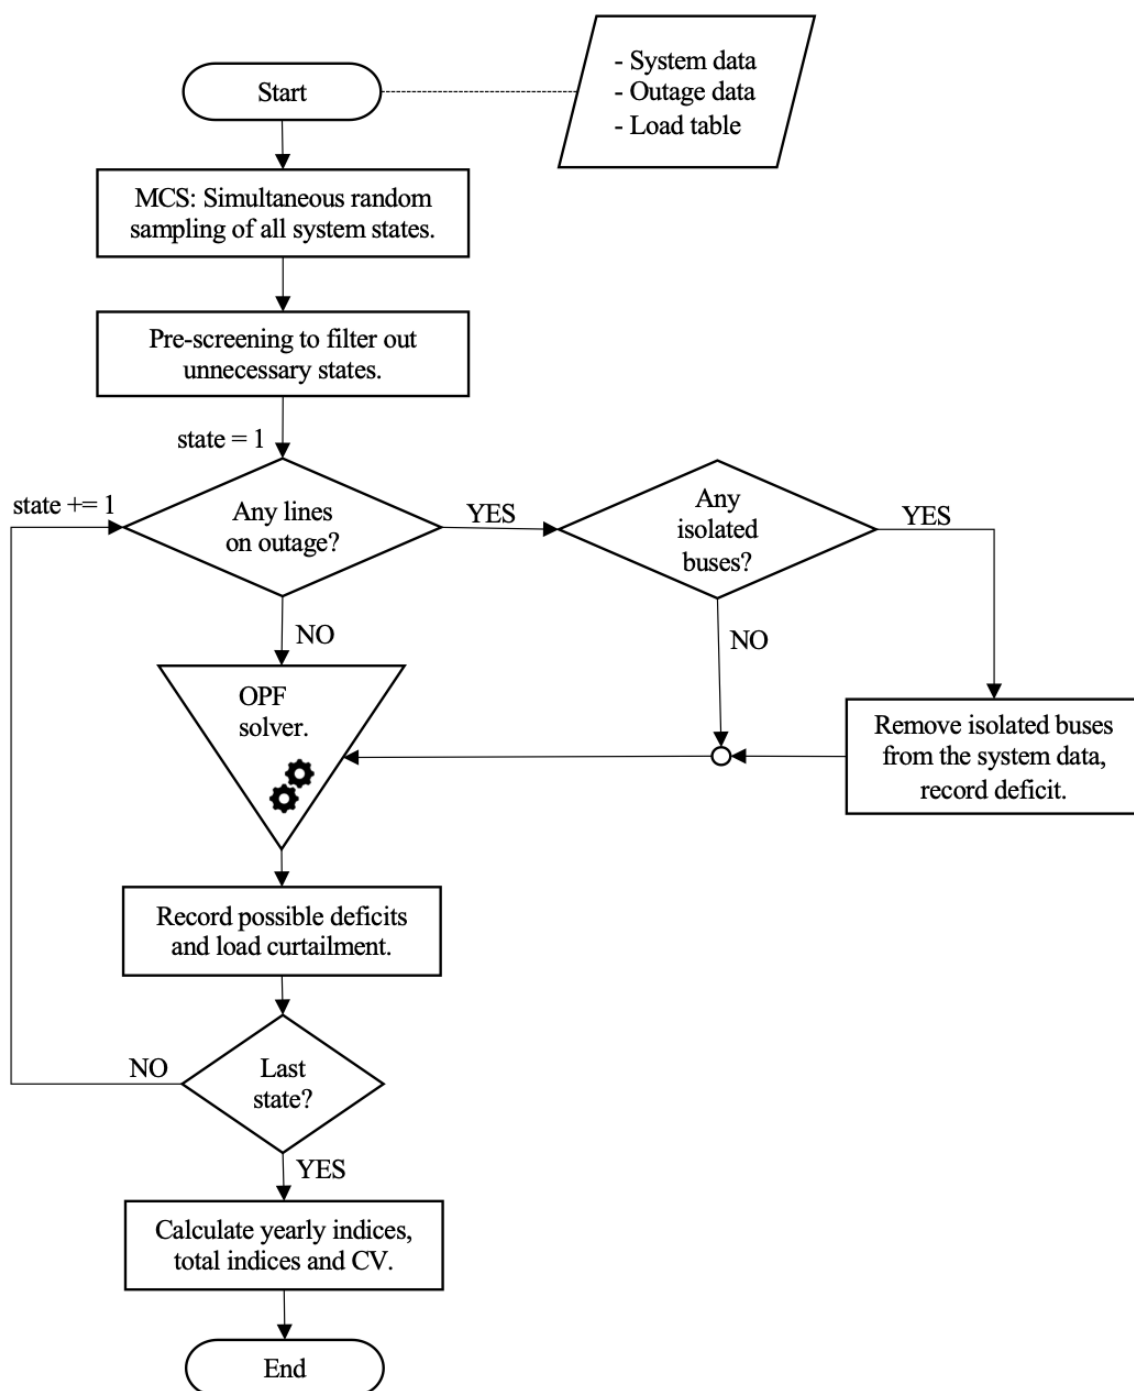 Start
- System data
- Outage data
- Load table
MCS: Simultaneous random
sampling of all system states.
Pre-screening to filter out
unnecessary states.
state = 1
state += 1
Any lines
on outage?
YES
Any
isolated
buses?
YES
NO
NO
OPF
solver.
Remove isolated buses
from the system data,
record deficit.
Record possible deficits
and load curtailment.
NO
Last
state?
YES
Calculate yearly indices,
total indices and CV.
End